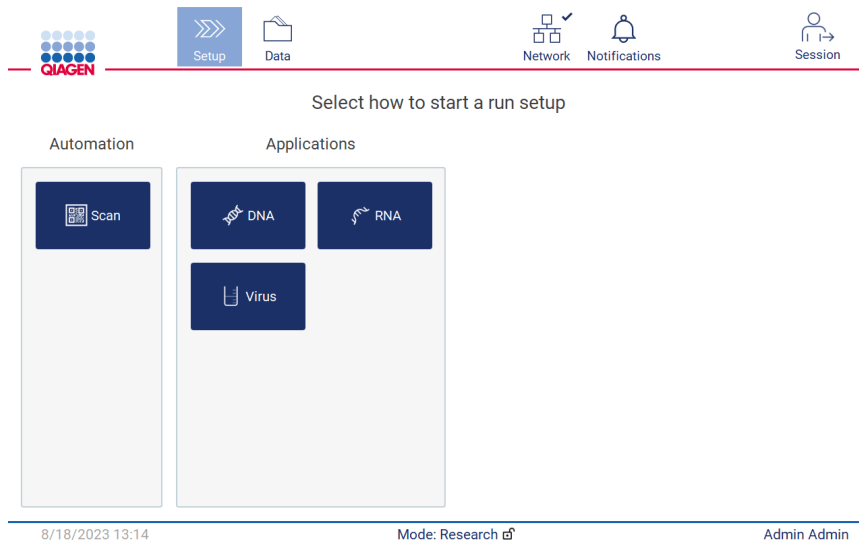 QIAGEN
Setup
Data
Network
Notifications
Session
Select how to start a run setup
Automation
Applications
Scan
DNA
RNA
Virus
8/18/2023 13:14
Mode: Research
Admin Admin